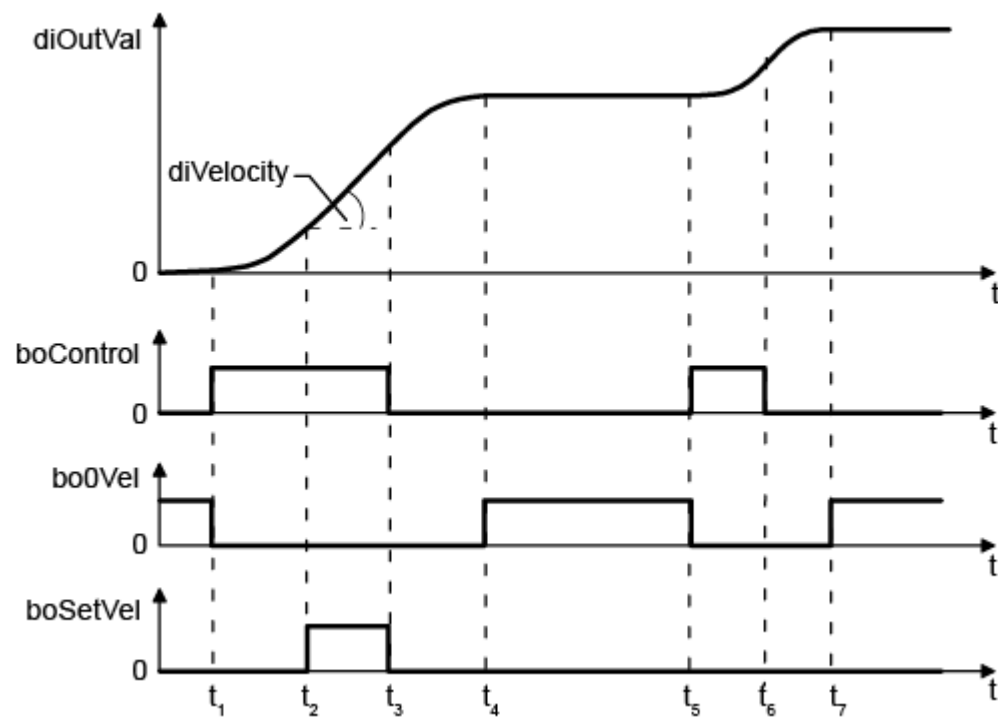 diOutVal
diVelocity
0
t
boControl
0
t
bo0Vel
0
t
boSetVel
0
t
t₁ t₂ t₃ t₄ t₅ t₆ t₇